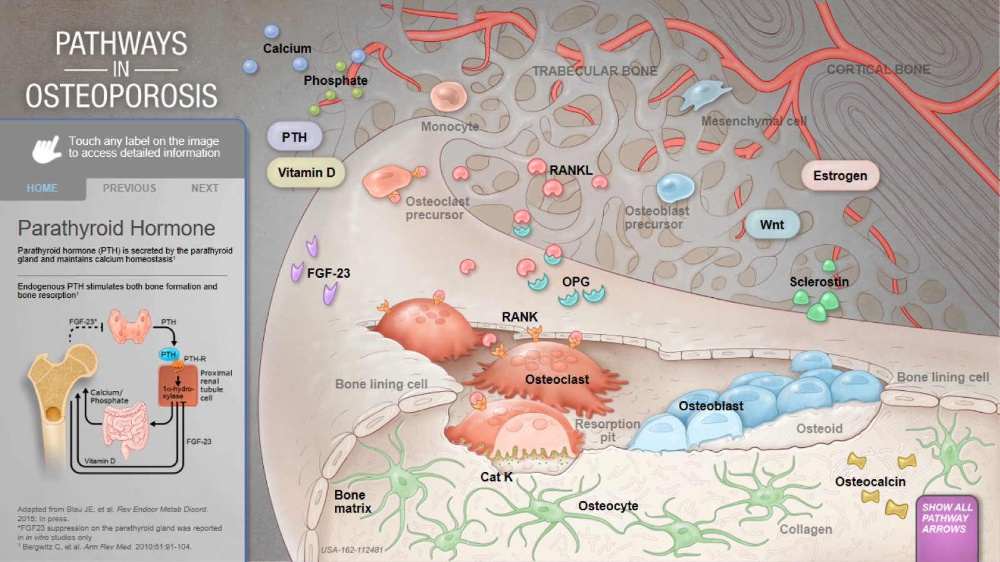 PATHWAYS
IN
OSTEOPOROSIS
Touch any label on the image
to access detailed information
HOME
PREVIOUS
NEXT
Parathyroid Hormone
Parathyroid hormone (PTH) is secreted by the parathyroid
gland and maintains calcium homeostasis¹
Endogenous PTH stimulates both bone formation and
bone resorption¹
FGF-23*
PTH
PTH
PTH-R
Proximal
renal
tubule
cell
1α-hydro-
xylase
Calcium/
Phosphate
FGF-23
Vitamin D
Adapted from Blau JE, et al. Rev Endocr Metab Disord.
2015; In press.
*FGF23 suppression on the parathyroid gland was reported
in in vitro studies only
¹ Bergwitz C, et al. Ann Rev Med. 2010;61:91-104.
Calcium
Phosphate
PTH
Vitamin D
Monocyte
TRABECULAR BONE
CORTICAL BONE
Mesenchymal cell
RANKL
Estrogen
Osteoclast
precursor
Osteoblast
precursor
Wnt
FGF-23
OPG
Sclerostin
RANK
Bone lining cell
Osteoclast
Bone lining cell
Osteoblast
Resorption
pit
Osteoid
Cat K
Osteocalcin
Bone
matrix
Osteocyte
Collagen
SHOW ALL
PATHWAY
ARROWS
USA-162-112481